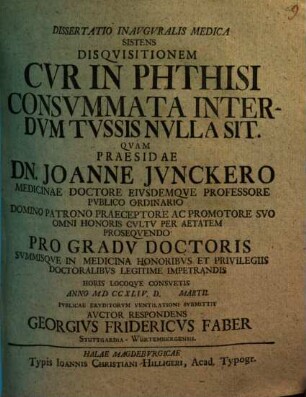 DISSERTATIO INAVGVRALIS MEDICA
SISTENS
DISQVISITIONEM
CVR IN PHTHISI
CONSVMMATA INTER-
DVM TVSSIS NVLLA SIT.
QVAM
PRAESIDAE
DN. JOANNE JVNCKERO
MEDICINAE DOCTORE EIVSDEMQVE PROFESSORE
PVBLICO ORDINARIO
DOMINO PATRONO PRAECEPTORE AC PROMOTORE SVO
OMNI HONORIS CVLTV PER AETATEM
PROSEQVENDO
PRO GRADV DOCTORIS
SVMMISQVE IN MEDICINA HONORIBVS ET PRIVILEGIIS
DOCTORALIBVS LEGITIME IMPETRANDIS
HORIS LOCOQVE CONSVETIS
ANNO MDCCXLIV. D. MARTII.
PVBLICAE ERVDITORVM VENTILATIONI SVBMITTIT
AVCTOR RESPONDENS
GEORGIVS FRIDERICVS FABER
STVTGARDIA-WÜRTEMBERGENSIS.
HALAE MAGDEBVRGICAE
Typis IOANNIS CHRISTIANI HILLIGERI, Acad. Typogr.